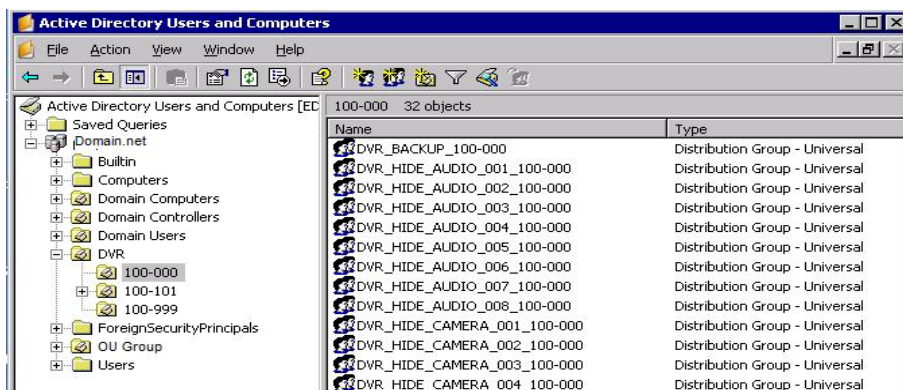 Active Directory Users and Computers
File Action View Window Help
Active Directory Users and Computers [ED
Saved Queries
Domain.net
Builtin
Computers
Domain Computers
Domain Controllers
Domain Users
DVR
100-000
100-101
100-999
ForeignSecurityPrincipals
OU Group
Users
100-000 32 objects
Name Type
DVR_BACKUP_100-000 Distribution Group - Universal
DVR_HIDE_AUDIO_001_100-000 Distribution Group - Universal
DVR_HIDE_AUDIO_002_100-000 Distribution Group - Universal
DVR_HIDE_AUDIO_003_100-000 Distribution Group - Universal
DVR_HIDE_AUDIO_004_100-000 Distribution Group - Universal
DVR_HIDE_AUDIO_005_100-000 Distribution Group - Universal
DVR_HIDE_AUDIO_006_100-000 Distribution Group - Universal
DVR_HIDE_AUDIO_007_100-000 Distribution Group - Universal
DVR_HIDE_AUDIO_008_100-000 Distribution Group - Universal
DVR_HIDE_CAMERA_001_100-000 Distribution Group - Universal
DVR_HIDE_CAMERA_002_100-000 Distribution Group - Universal
DVR_HIDE_CAMERA_003_100-000 Distribution Group - Universal
DVR_HIDE_CAMERA_004_100-000 Distribution Group - Universal